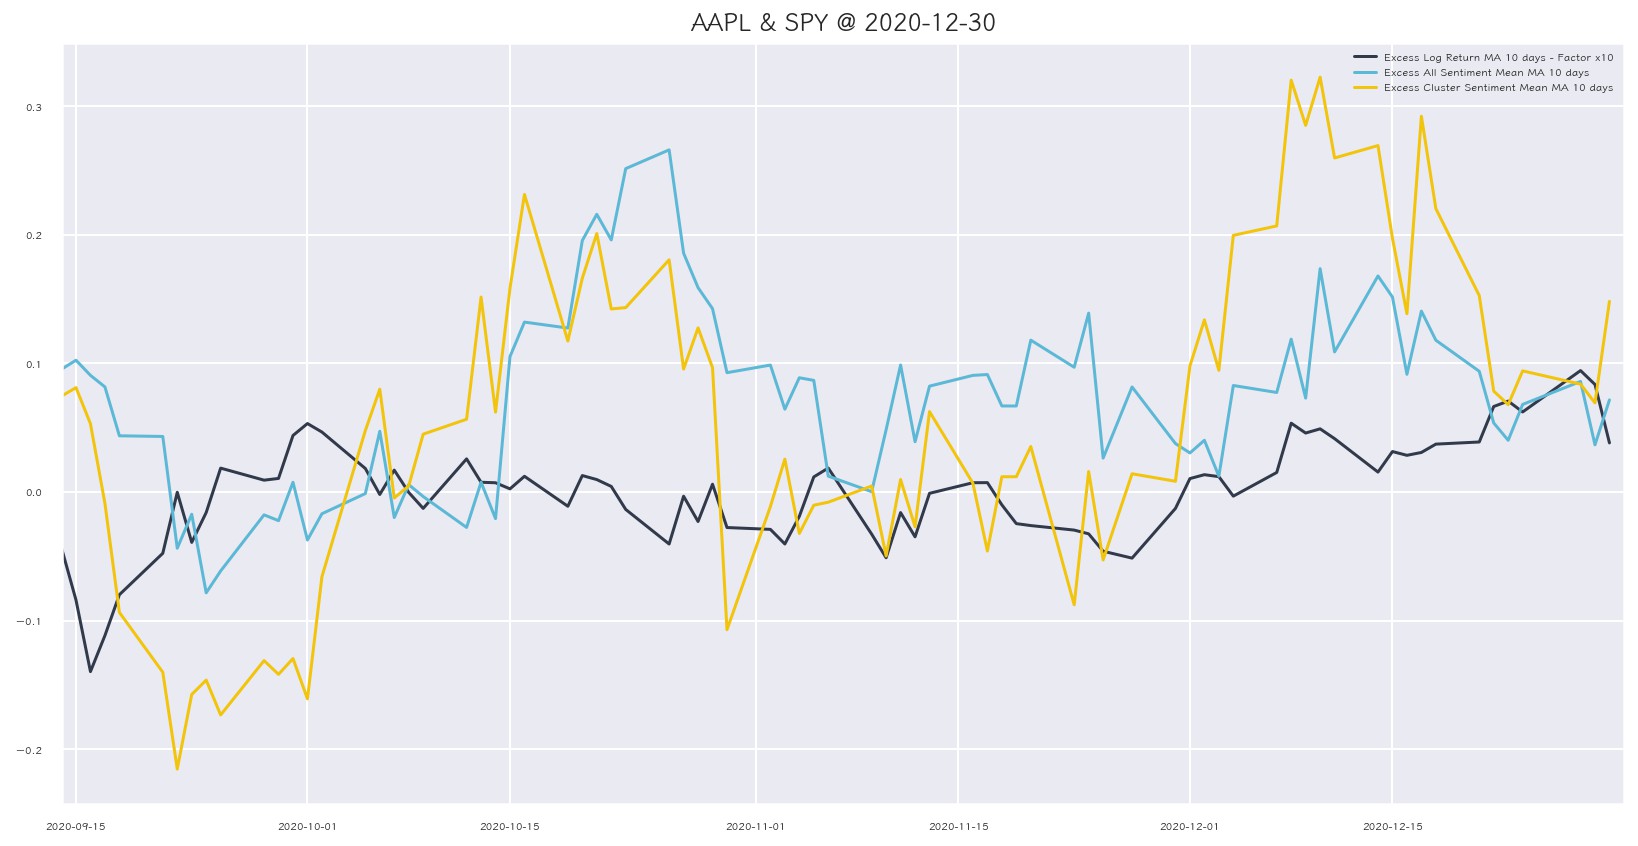 AAPL & SPY @ 2020-12-30
Excess Log Return MA 10 days - Factor x10
Excess All Sentiment Mean MA 10 days
Excess Cluster Sentiment Mean MA 10 days
0.3
0.2
0.1
0.0
−0.1
−0.2
2020-09-15 2020-10-01 2020-10-15 2020-11-01 2020-11-15 2020-12-01 2020-12-15